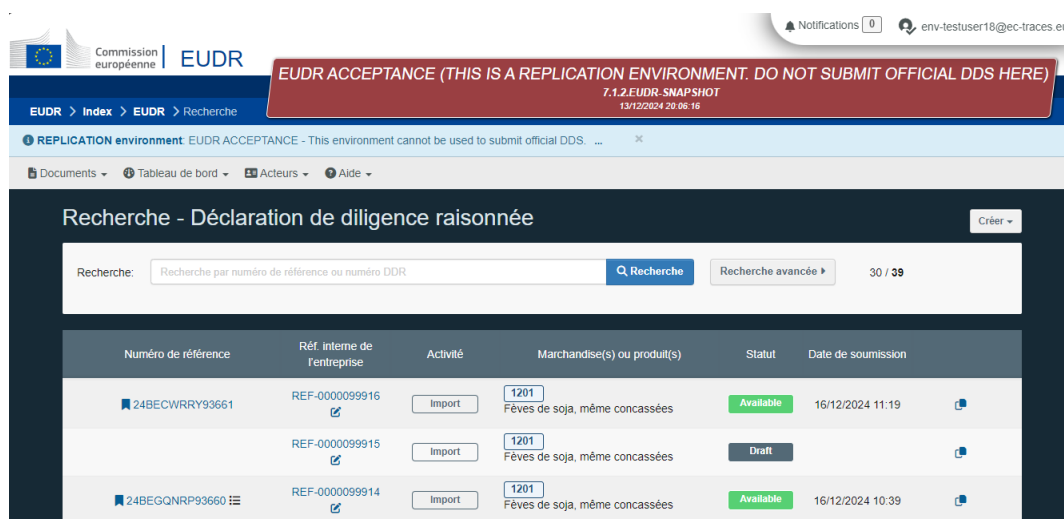 Notifications 0 env-testuser18@ec-traces.eu
Commission
européenne
EUDR
EUDR ACCEPTANCE (THIS IS A REPLICATION ENVIRONMENT. DO NOT SUBMIT OFFICIAL DDS HERE)
7.1.2.EUDR-SNAPSHOT
13/12/2024 20:06:16
EUDR > Index > EUDR > Recherche
REPLICATION environment: EUDR ACCEPTANCE - This environment cannot be used to submit official DDS. ... ×
Documents Tableau de bord Acteurs Aide
Recherche - Déclaration de diligence raisonnée
Créer
Recherche: Recherche par numéro de référence ou numéro DDR Recherche Recherche avancée 30 / 39
Numéro de référence Réf. interne de l'entreprise Activité Marchandise(s) ou produit(s) Statut Date de soumission
24BECWRRY93661 REF-0000099916 Import 1201 Fèves de soja, même concassées Available 16/12/2024 11:19
REF-0000099915 Import 1201 Fèves de soja, même concassées Draft
24BEGQNRP93660 REF-0000099914 Import 1201 Fèves de soja, même concassées Available 16/12/2024 10:39